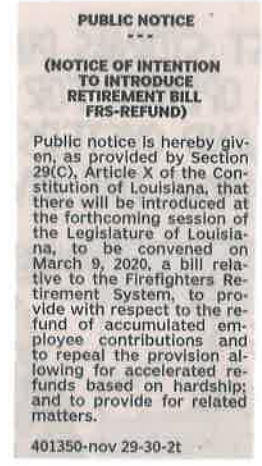 PUBLIC NOTICE
---
(NOTICE OF INTENTION
TO INTRODUCE
RETIREMENT BILL
FRS-REFUND)
Public notice is hereby giv-
en, as provided by Section
29(C), Article X of the Con-
stitution of Louisiana, that
there will be introduced at
the forthcoming session of
the Legislature of Louisia-
na, to be convened on
March 9, 2020, a bill rela-
tive to the Firefighters Re-
tirement System, to pro-
vide with respect to the re-
fund of accumulated em-
ployee contributions and
to repeal the provision al-
lowing for accelerated re-
funds based on hardship;
and to provide for related
matters.
401350-nov 29-30-2t